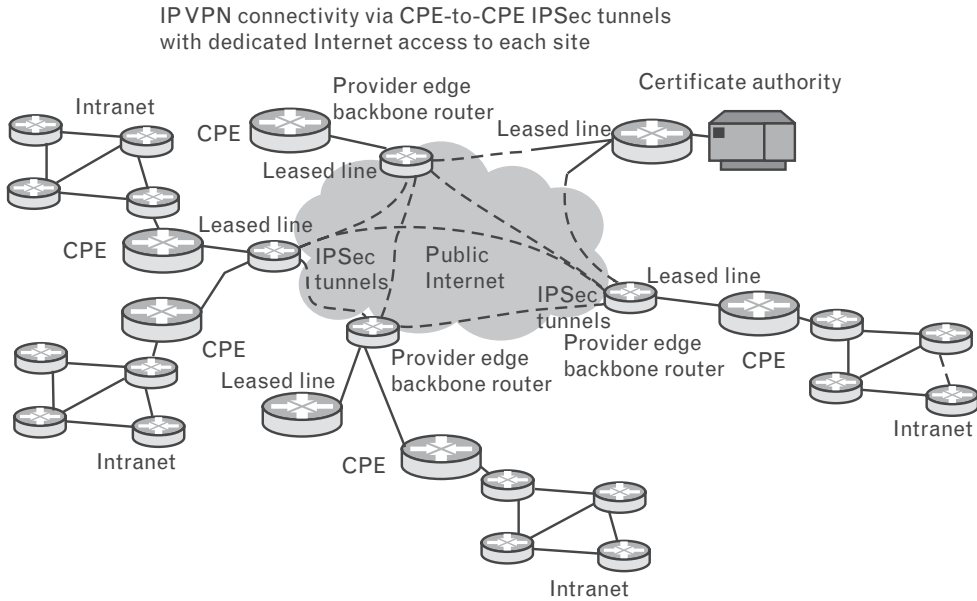 IP VPN connectivity via CPE-to-CPE IPSec tunnels
with dedicated Internet access to each site
Provider edge
backbone router
Certificate authority
Intranet
CPE
Leased line
Leased line
Leased line
CPE
IPSec
tunnels
Public
Internet
Leased line
IPSec
tunnels
CPE
Provider edge
backbone router
Provider edge
backbone router
CPE
Leased line
Intranet
Intranet
CPE
Intranet